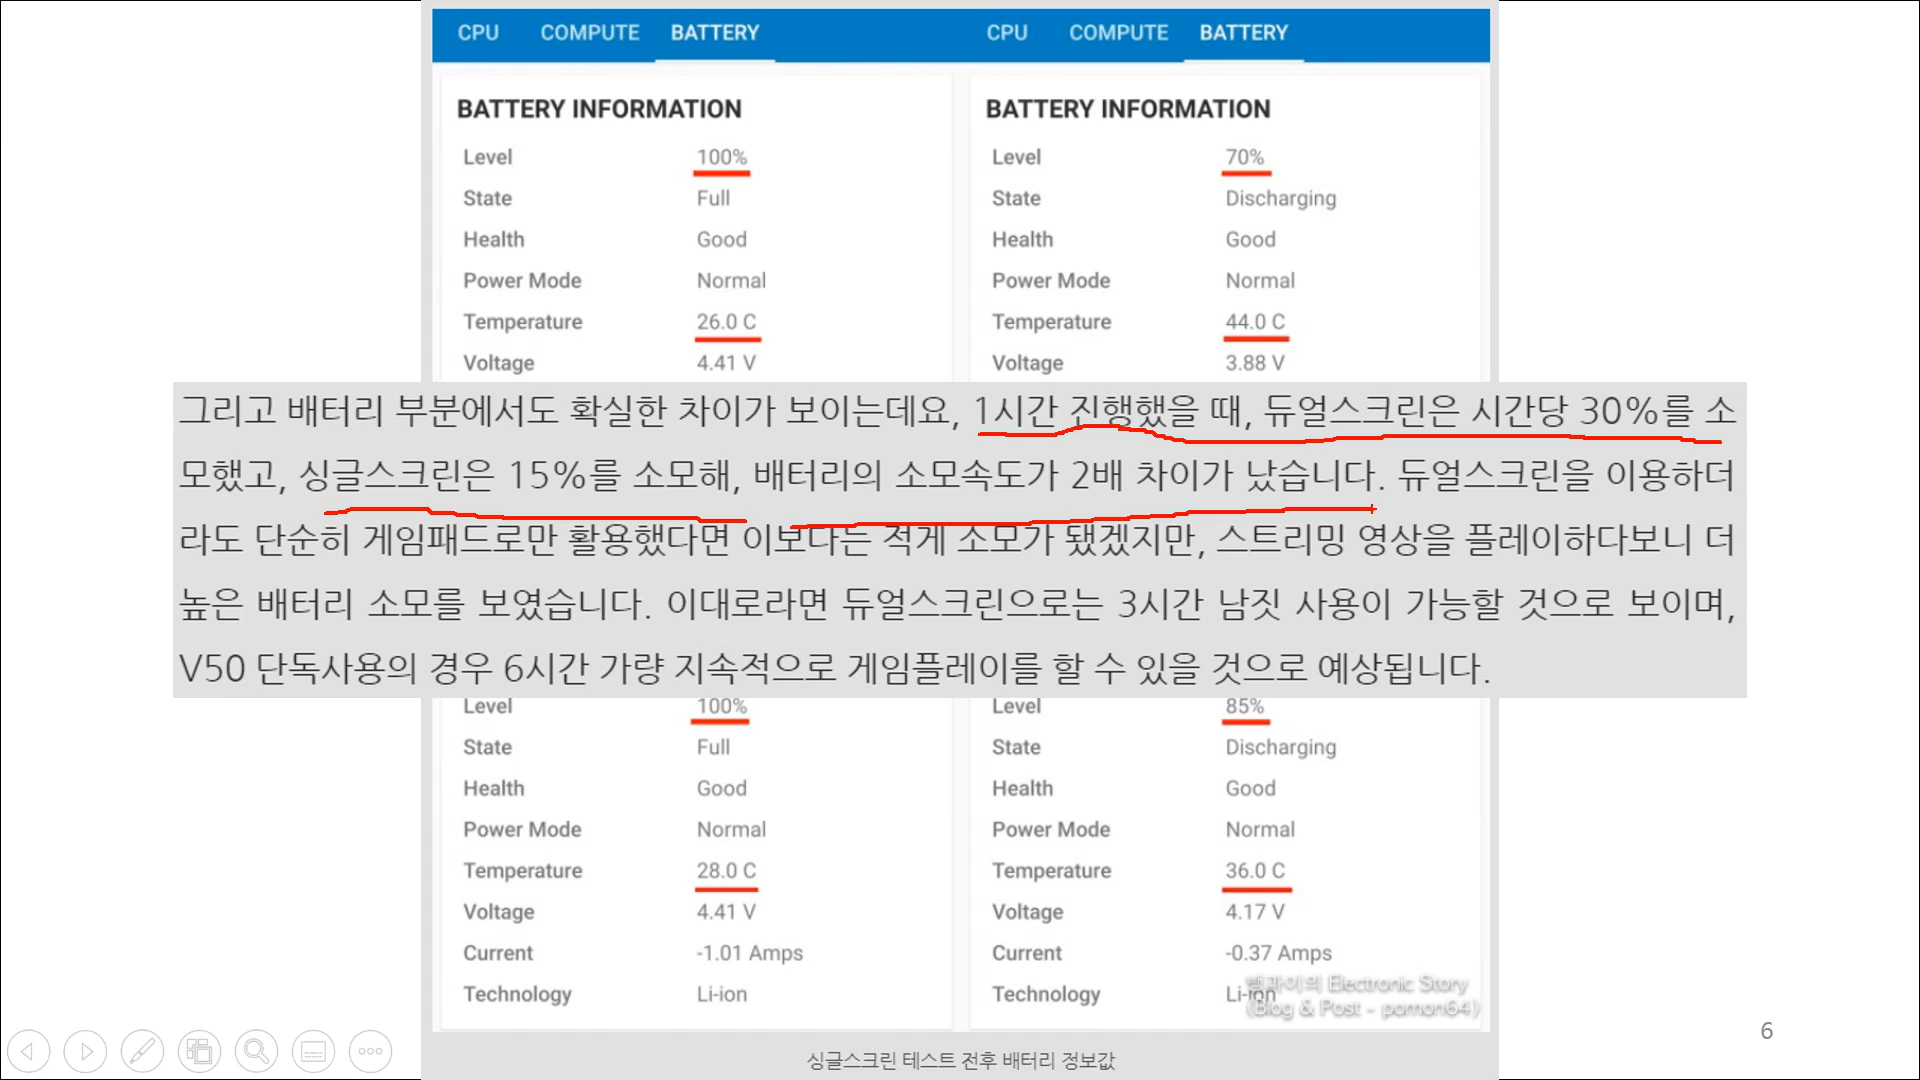 CPU COMPUTE BATTERY CPU COMPUTE BATTERY
BATTERY INFORMATION BATTERY INFORMATION
Level 100% Level 70%
State Full State Discharging
Health Good Health Good
Power Mode Normal Power Mode Normal
Temperature 26.0 C Temperature 44.0 C
Voltage 4.41 V Voltage 3.88 V
그리고 배터리 부분에서도 확실한 차이가 보이는데요, 1시간 진행했을 때, 듀얼스크린은 시간당 30%를 소
모했고, 싱글스크린은 15%를 소모해, 배터리의 소모속도가 2배 차이가 났습니다. 듀얼스크린을 이용하더
라도 단순히 게임패드로만 활용했다면 이보다는 적게 소모가 됐겠지만, 스트리밍 영상을 플레이하다보니 더
높은 배터리 소모를 보였습니다. 이대로라면 듀얼스크린으로는 3시간 남짓 사용이 가능할 것으로 보이며,
V50 단독사용의 경우 6시간 가량 지속적으로 게임플레이를 할 수 있을 것으로 예상됩니다.
Level 100% Level 85%
State Full State Discharging
Health Good Health Good
Power Mode Normal Power Mode Normal
Temperature 28.0 C Temperature 36.0 C
Voltage 4.41 V Voltage 4.17 V
Current -1.01 Amps Current -0.37 Amps
Technology Li-ion Technology Li-ion
Electronic Story
(Blog & Post - pomon64)
싱글스크린 테스트 전후 배터리 정보값
6